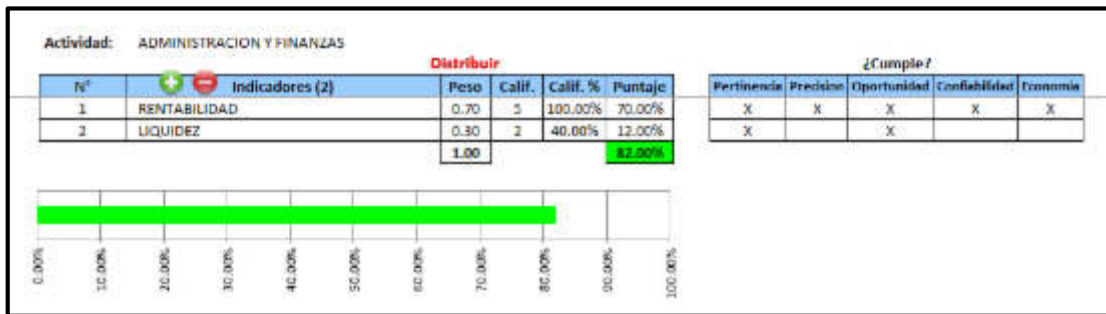 Actividad: ADMINISTRACION Y FINANZAS
Distribuir ¿Cumple?
N° Indicadores (2) Peso Calif. Calif. % Puntaje Pertinencia Precision Oportunidad Confiabilidad Economia
1 RENTABILIDAD 0.70 5 100.00% 70.00% X X X X X
2 LIQUIDEZ 0.30 2 40.00% 12.00% X X
1.00 82.00%
0.00% 10.00% 20.00% 30.00% 40.00% 50.00% 60.00% 70.00% 80.00% 90.00% 100.00%